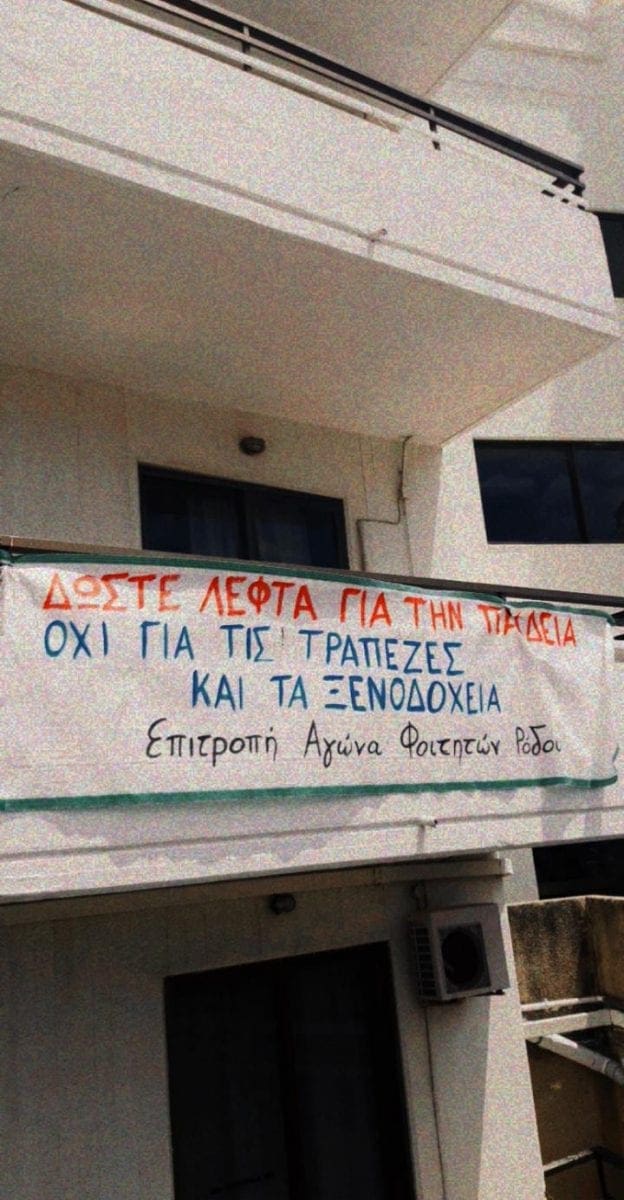 ΔΩΣΤΕ ΛΕΦΤΑ ΓΙΑ ΤΗΝ ΠΑΙΔΕΙΑ
ΟΧΙ ΓΙΑ ΤΙΣ ΤΡΑΠΕΖΕΣ
ΚΑΙ ΤΑ ΞΕΝΟΔΟΧΕΙΑ
Επιτροπή Αγώνα Φοιτητών Ρόδου